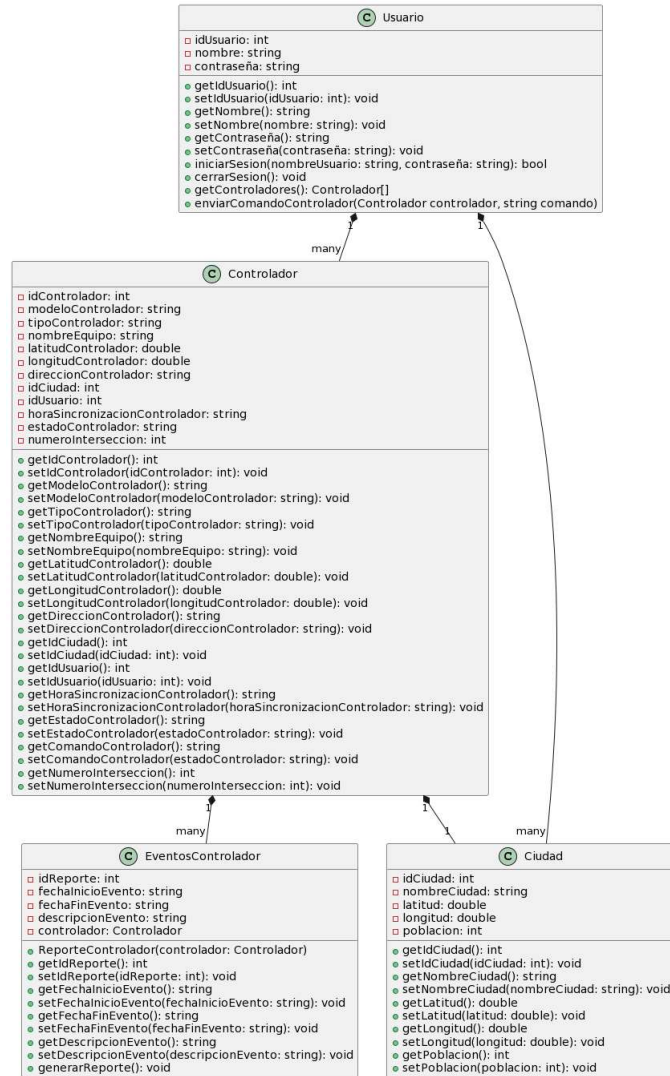 C Usuario
idUsuario: int
nombre: string
contraseña: string
getIdUsuario(): int
setIdUsuario(idUsuario: int): void
getNombre(): string
setNombre(nombre: string): void
getContraseña(): string
setContraseña(contraseña: string): void
iniciarSesion(nombreUsuario: string, contraseña: string): bool
cerrarSesion(): void
getControladores(): Controlador[]
enviarComandoControlador(Controlador controlador, string comando)
1 1
many
C Controlador
idControlador: int
modeloControlador: string
tipoControlador: string
nombreEquipo: string
latitudControlador: double
longitudControlador: double
direccionControlador: string
idCiudad: int
idUsuario: int
horaSincronizacionControlador: string
estadoControlador: string
numeroInterseccion: int
getIdControlador(): int
setIdControlador(idControlador: int): void
getModeloControlador(): string
setModeloControlador(modeloControlador: string): void
getTipoControlador(): string
setTipoControlador(tipoControlador: string): void
getNombreEquipo(): string
setNombreEquipo(nombreEquipo: string): void
getLatitudControlador(): double
setLatitudControlador(latitudControlador: double): void
getLongitudControlador(): double
setLongitudControlador(longitudControlador: double): void
getDireccionControlador(): string
setDireccionControlador(direccionControlador: string): void
getIdCiudad(): int
setIdCiudad(idCiudad: int): void
getIdUsuario(): int
setIdUsuario(idUsuario: int): void
getHoraSincronizacionControlador(): string
setHoraSincronizacionControlador(horaSincronizacionControlador: string): void
getEstadoControlador(): string
setEstadoControlador(estadoControlador: string): void
getComandoControlador(): string
setComandoControlador(estadoControlador: string): void
getNumeroInterseccion(): int
setNumeroInterseccion(numeroInterseccion: int): void
1 1
many 1 many
C EventosControlador
idReporte: int
fechaInicioEvento: string
fechaFinEvento: string
descripcionEvento: string
controlador: Controlador
ReporteControlador(controlador: Controlador)
getIdReporte(): int
setIdReporte(idReporte: int): void
getFechaInicioEvento(): string
setFechaInicioEvento(fechaInicioEvento: string): void
getFechaFinEvento(): string
setFechaFinEvento(fechaFinEvento: string): void
getDescripcionEvento(): string
setDescripcionEvento(descripcionEvento: string): void
generarReporte(): void
C Ciudad
idCiudad: int
nombreCiudad: string
latitud: double
longitud: double
poblacion: int
getIdCiudad(): int
setIdCiudad(idCiudad: int): void
getNombreCiudad(): string
setNombreCiudad(nombreCiudad: string): void
getLatitud(): double
setLatitud(latitud: double): void
getLongitud(): double
setLongitud(longitud: double): void
getPoblacion(): int
setPoblacion(poblacion: int): void